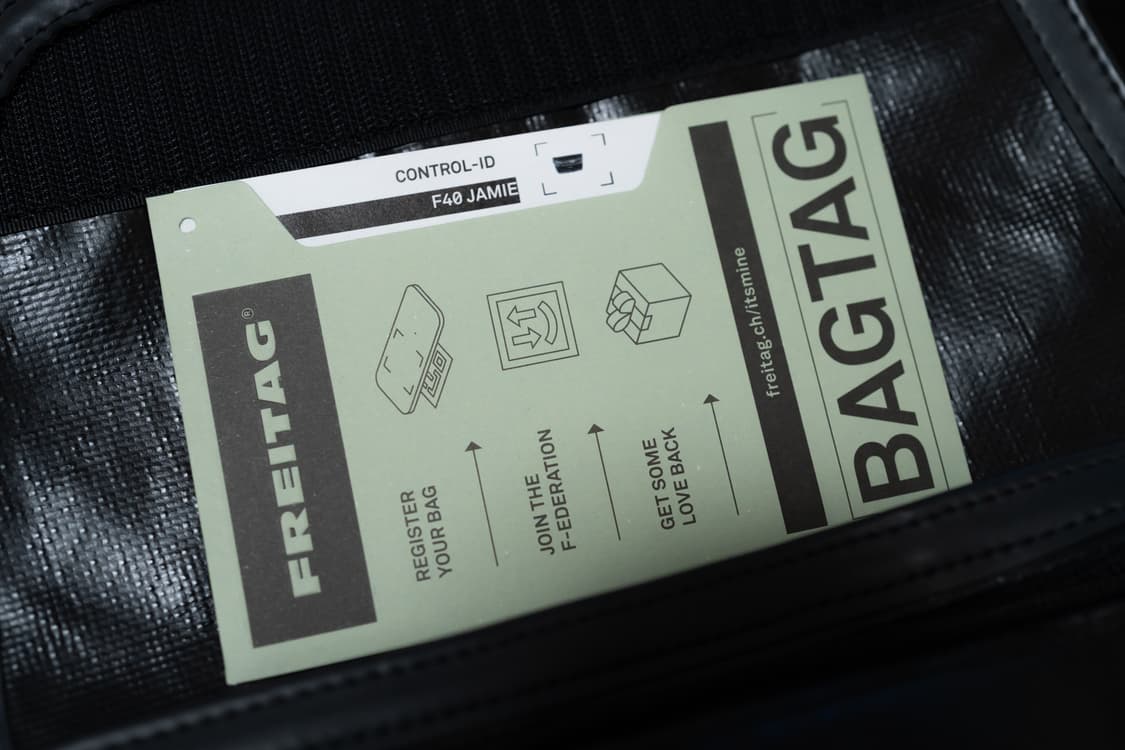 CONTROL-ID
F40 JAMIE
FREITAG®
REGISTER
YOUR BAG
JOIN THE
F-EDERATION
GET SOME
LOVE BACK
freitag.ch/itsmine
BAGTAG